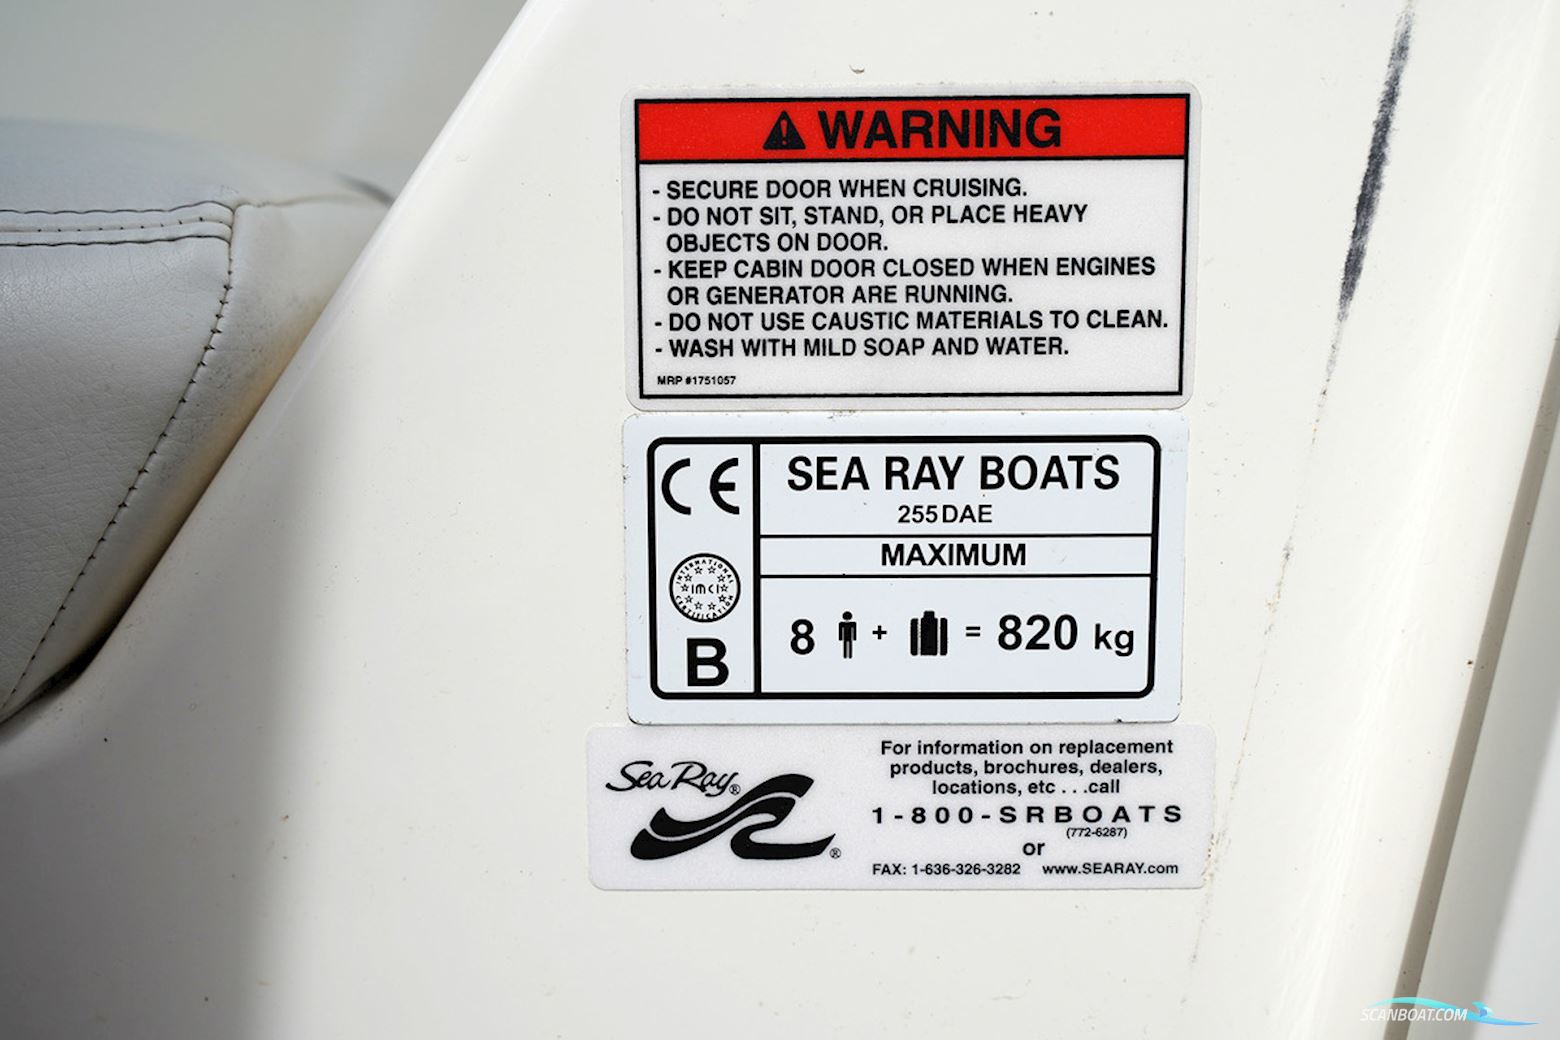 WARNING
- SECURE DOOR WHEN CRUISING.
- DO NOT SIT, STAND, OR PLACE HEAVY
OBJECTS ON DOOR.
- KEEP CABIN DOOR CLOSED WHEN ENGINES
OR GENERATOR ARE RUNNING.
- DO NOT USE CAUSTIC MATERIALS TO CLEAN.
- WASH WITH MILD SOAP AND WATER.
MRP #1751057
CE
INTERNATIONAL
IMCI
CERTIFICATION
B
SEA RAY BOATS
255DAE
MAXIMUM
8 + = 820 kg
Sea Ray®
®
For information on replacement
products, brochures, dealers,
locations, etc . . .call
1-800-SRBOATS
(772-6287)
or
FAX: 1-636-326-3282 www.SEARAY.com
SCANBOAT.COM